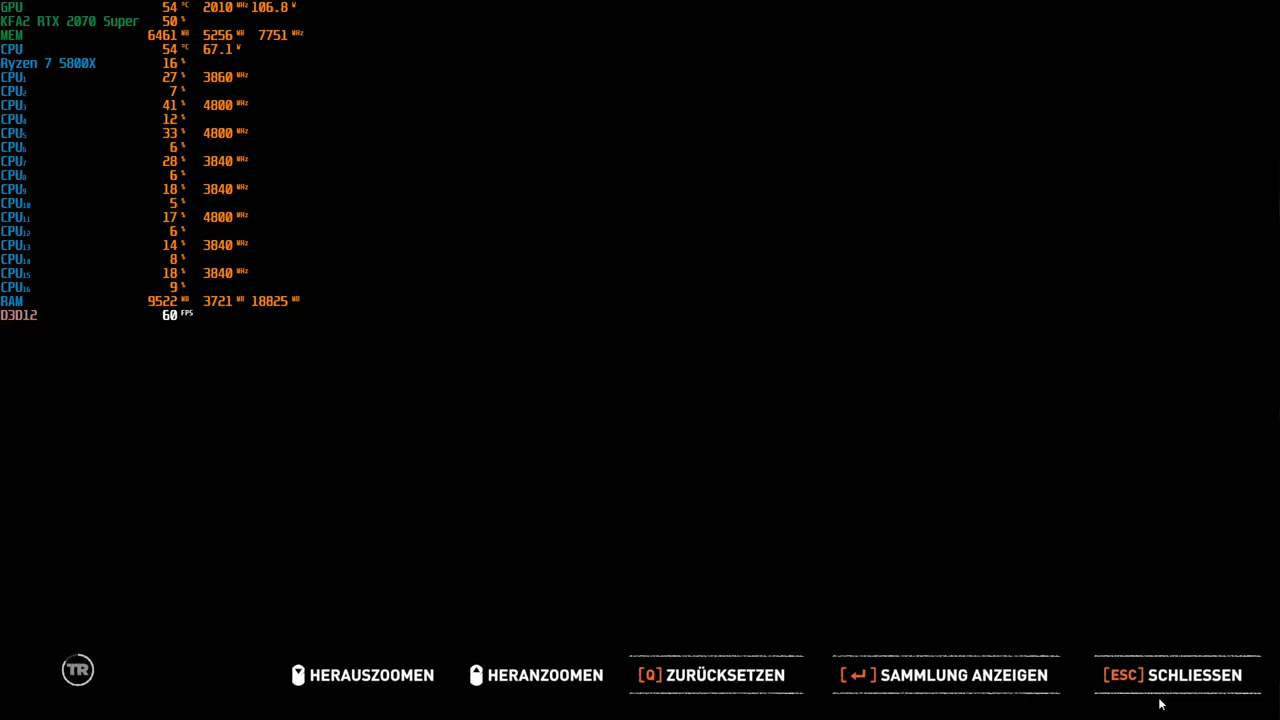 GPU 54 °C 2010 MHz 106.8 W
KFA2 RTX 2070 Super 50 %
MEM 6461 MB 5256 MB 7751 MHz
CPU 54 °C 67.1 W
Ryzen 7 5800X 16 %
CPU1 27 % 3860 MHz
CPU2 7 %
CPU3 41 % 4800 MHz
CPU4 12 %
CPU5 33 % 4800 MHz
CPU6 6 %
CPU7 28 % 3840 MHz
CPU8 6 %
CPU9 18 % 3840 MHz
CPU10 5 %
CPU11 17 % 4800 MHz
CPU12 6 %
CPU13 14 % 3840 MHz
CPU14 8 %
CPU15 18 % 3840 MHz
CPU16 9 %
RAM 9522 MB 3721 MB 18825 MB
D3D12 60 FPS
TR HERAUSZOOMEN HERANZOOMEN [Q] ZURÜCKSETZEN [↵] SAMMLUNG ANZEIGEN [ESC] SCHLIESSEN